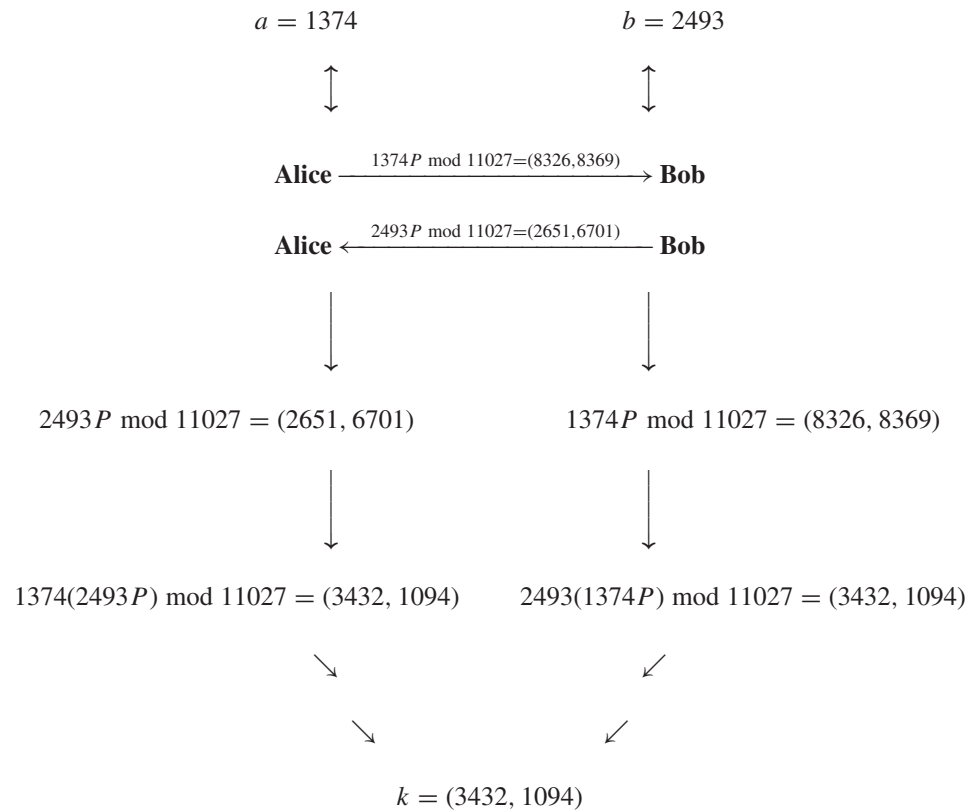 a = 1374 b = 2493
1374P mod 11027=(8326,8369)
Alice Bob
2493P mod 11027=(2651,6701)
Alice Bob
2493P mod 11027 = (2651, 6701) 1374P mod 11027 = (8326, 8369)
1374(2493P) mod 11027 = (3432, 1094) 2493(1374P) mod 11027 = (3432, 1094)
k = (3432, 1094)